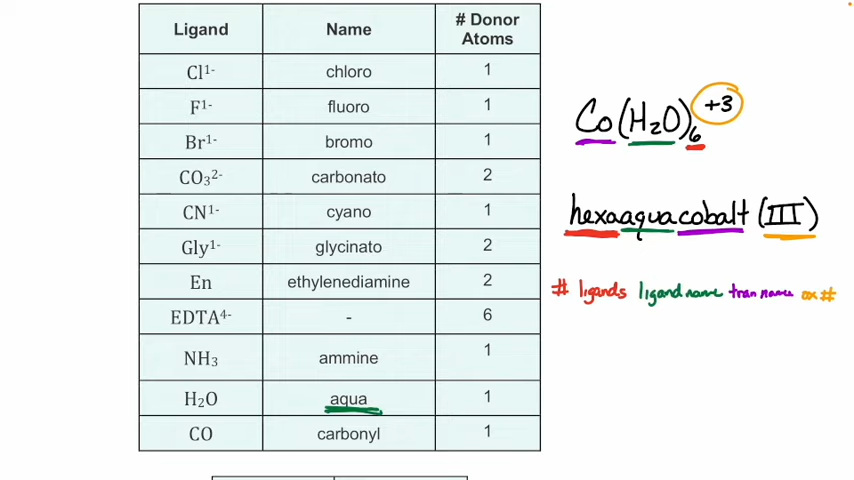 Ligand Name # Donor Atoms
Cl1- chloro 1
F1- fluoro 1
Br1- bromo 1
CO32- carbonato 2
CN1- cyano 1
Gly1- glycinato 2
En ethylenediamine 2
EDTA4- - 6
NH3 ammine 1
H2O aqua 1
CO carbonyl 1
Co(H2O)6 +3
hexaaquacobalt (III)
# ligands ligand name tran name ox #